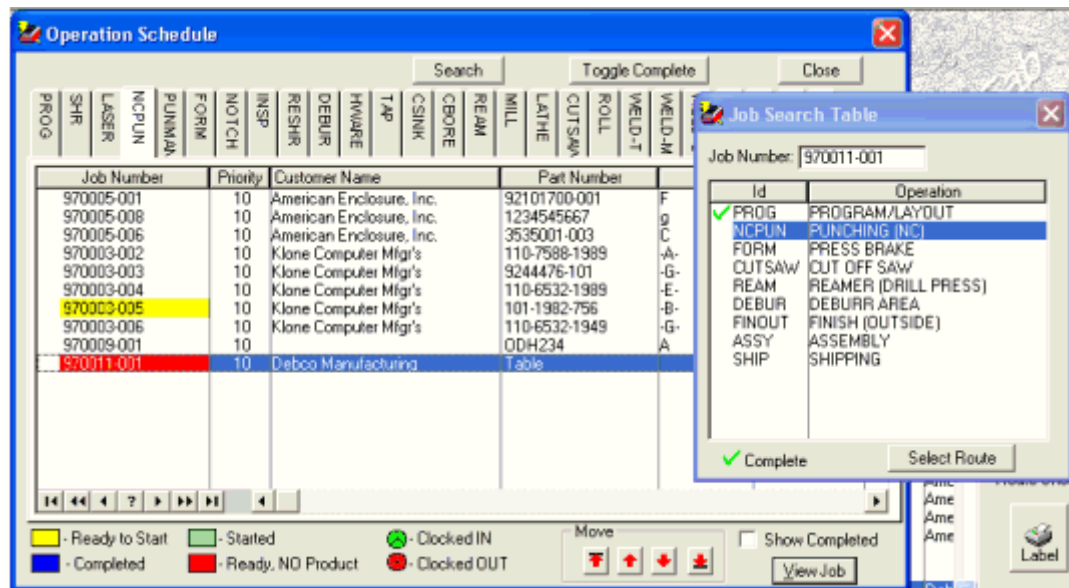 Operation Schedule
Search Toggle Complete Close
PROG SHR LASER NCPUN PUNMAN FORM NOTCH INSP RESHR DEBUR HWARE TAP CSINK CBORE REAM MILL LATHE CUTSAW ROLL WELD-T WELD-M
Job Number Priority Customer Name Part Number
970005-001 10 American Enclosure, Inc. 92101700-001 F
970005-008 10 American Enclosure, Inc. 1234545667 g
970005-006 10 American Enclosure, Inc. 3535001-003 C
970003-002 10 Klone Computer Mfgr's 110-7588-1989 -A-
970003-003 10 Klone Computer Mfgr's 9244476-101 -G-
970003-004 10 Klone Computer Mfgr's 110-6532-1989 -E-
970003-005 10 Klone Computer Mfgr's 101-1982-756 -B-
970003-006 10 Klone Computer Mfgr's 110-6532-1949 -G-
970009-001 10 ODH234 A
970011-001 10 Debco Manufacturing Table
- Ready to Start - Started - Clocked IN
- Completed - Ready, NO Product - Clocked OUT
Move
Show Completed
View Job
Job Search Table
Job Number: 970011-001
Id Operation
PROG PROGRAM/LAYOUT
NCPUN PUNCHING (NC)
FORM PRESS BRAKE
CUTSAW CUT OFF SAW
REAM REAMER (DRILL PRESS)
DEBUR DEBURR AREA
FINOUT FINISH (OUTSIDE)
ASSY ASSEMBLY
SHIP SHIPPING
Complete Select Route
Ame
Ame
Ame
Label